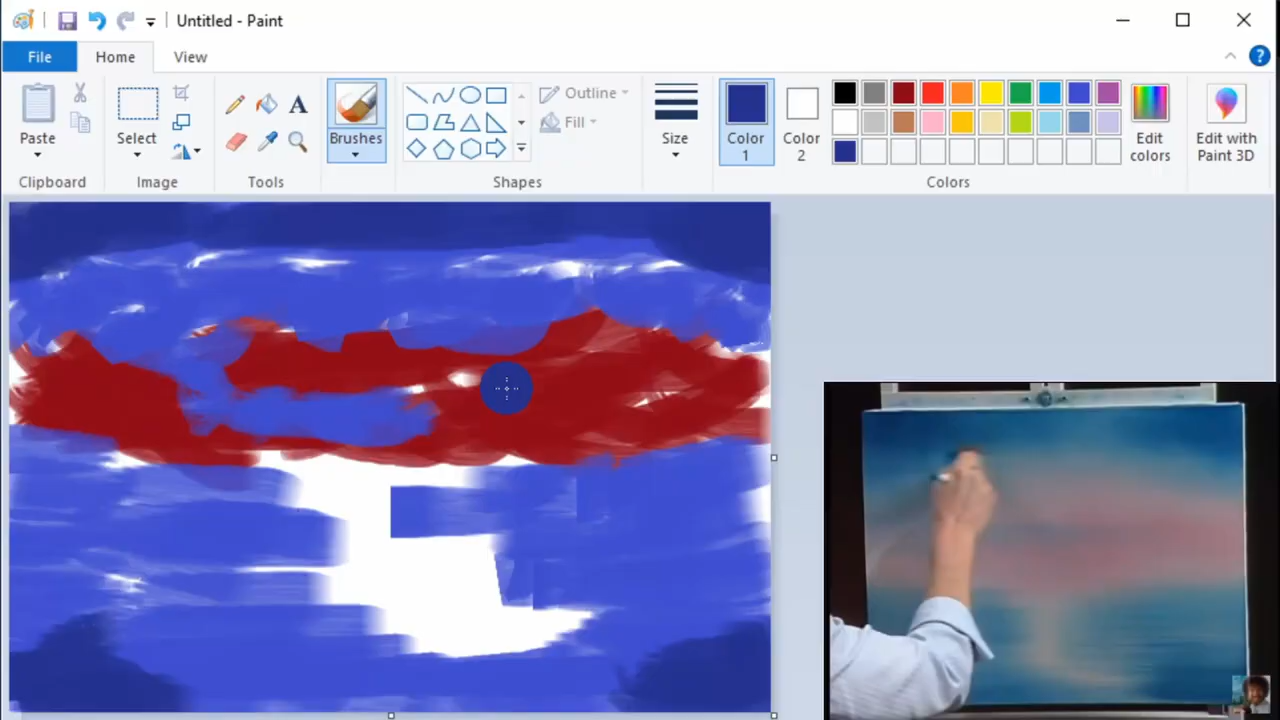 Untitled - Paint
File Home View
Paste Select Brushes Outline Fill Size Color 1 Color 2 Edit colors Edit with Paint 3D
Clipboard Image Tools Shapes Colors